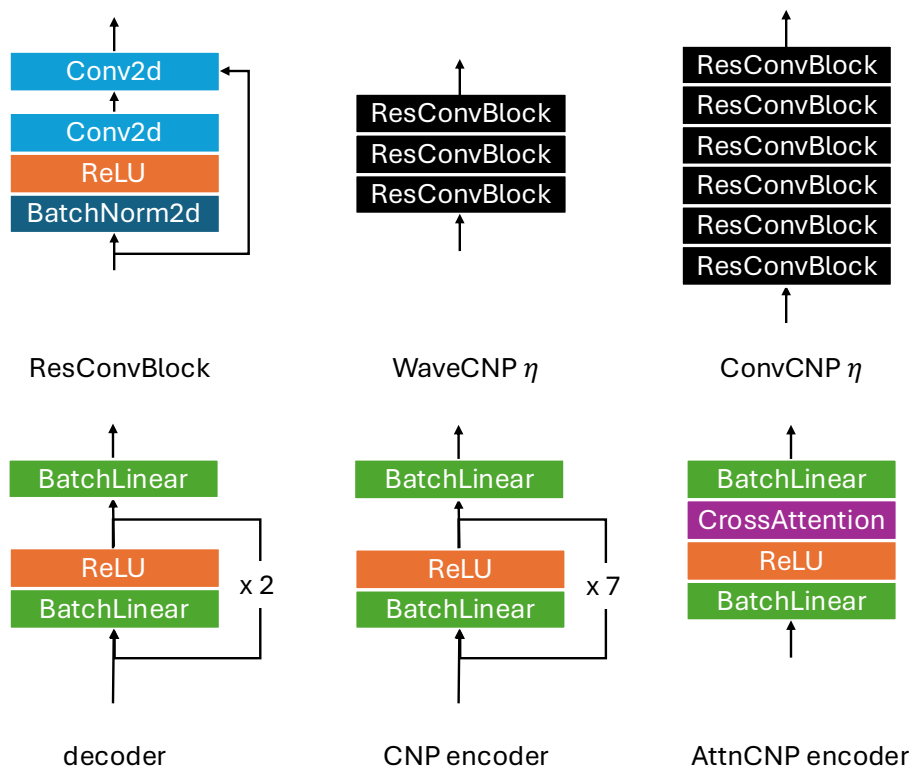 Conv2d
Conv2d
ReLU
BatchNorm2d
ResConvBlock
ResConvBlock
ResConvBlock
ResConvBlock
WaveCNP η
ResConvBlock
ResConvBlock
ResConvBlock
ResConvBlock
ResConvBlock
ResConvBlock
ConvCNP η
BatchLinear
ReLU
BatchLinear
x 2
decoder
BatchLinear
ReLU
BatchLinear
x 7
CNP encoder
BatchLinear
CrossAttention
ReLU
BatchLinear
AttnCNP encoder